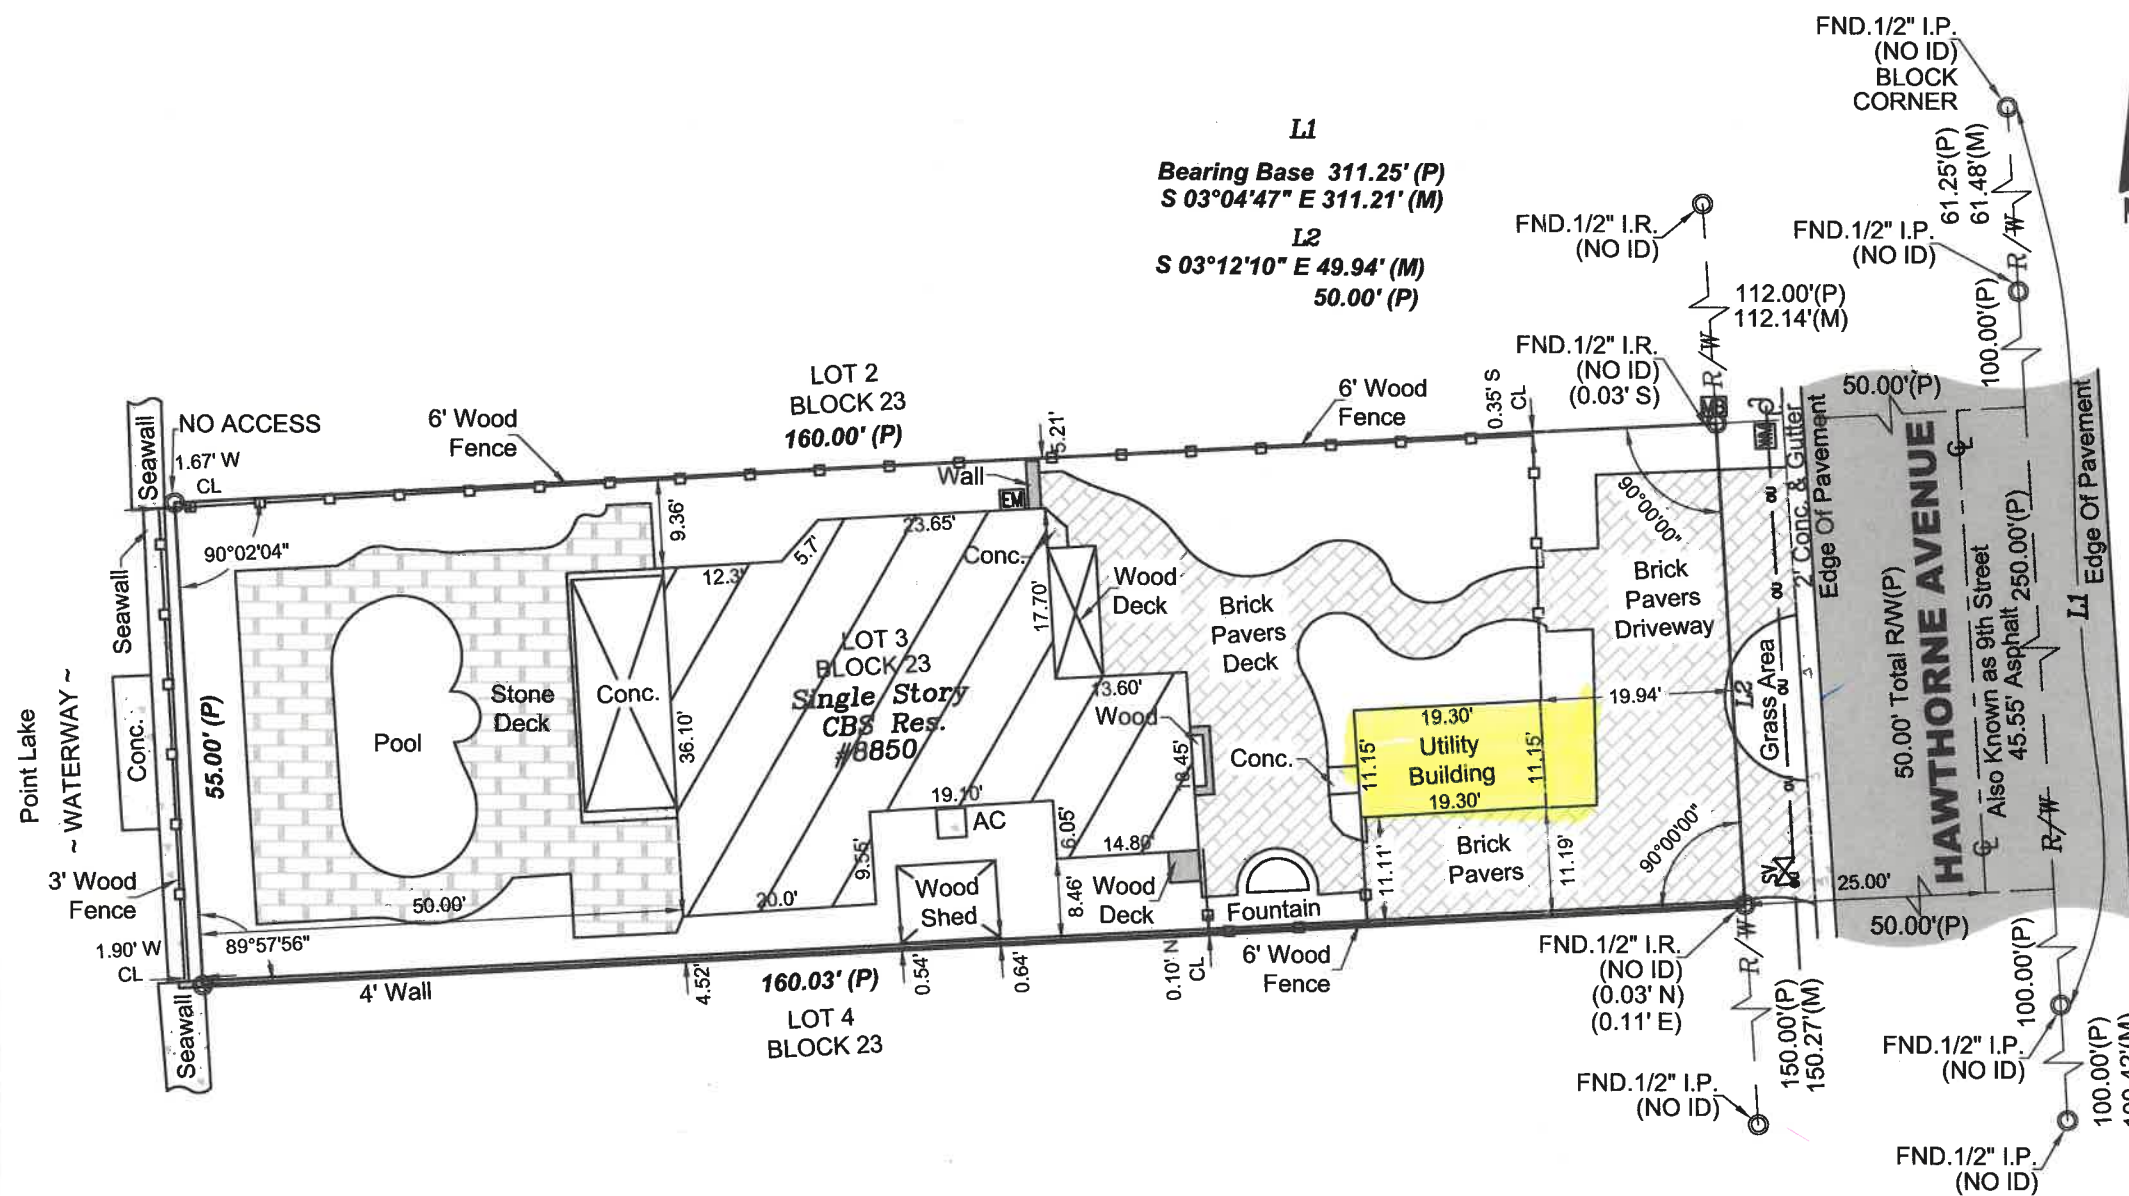 FND.1/2" I.P.
(NO ID)
BLOCK
CORNER
L1
Bearing Base 311.25' (P)
S 03°04'47" E 311.21' (M)
L2
S 03°12'10" E 49.94' (M)
50.00' (P)
FND.1/2" I.R.
(NO ID)
61.25'(P)
61.48'(M)
R/W
FND.1/2" I.P.
(NO ID)
112.00'(P)
112.14'(M)
R/W
100.00'(P)
FND.1/2" I.R.
(NO ID)
(0.03' S)
LOT 2
BLOCK 23
160.00' (P)
6' Wood
Fence
6' Wood
Fence
0.35' S
CL
5.21'
NO ACCESS
1.67' W
CL
Seawall
Seawall
90°02'04"
9.36'
Wall
EM
23.65'
5.7'
12.3'
Conc.
17.70'
Wood
Deck
Brick
Pavers
Deck
90°00'00"
Brick
Pavers
Driveway
50.00'(P)
2' Conc. & Gutter
Edge Of Pavement
HAWTHORNE AVENUE
Also Known as 9th Street
50.00' Total R/W(P)
45.55' Asphalt
250.00'(P)
Edge Of Pavement
L1
R/W
OU
OU
OU
Grass Area
L2
19.94'
Point Lake
~ WATERWAY ~
Conc.
55.00' (P)
Pool
Stone
Deck
Conc.
36.10'
LOT 3
BLOCK 23
Single Story
CBS Res.
#8850
13.60'
Wood
Conc.
19.30'
Utility
Building
19.30'
11.15'
11.15'
19.10'
AC
6.05'
14.80'
9.55'
20.0'
Wood
Shed
8.46'
Wood
Deck
Fountain
Brick
Pavers
11.11'
11.19'
90°00'00"
SV
25.00'
50.00'(P)
3' Wood
Fence
1.90' W
CL
50.00'
89°57'56"
4' Wall
Seawall
4.52'
160.03' (P)
0.54'
0.64'
LOT 4
BLOCK 23
0.10' N
CL
6' Wood
Fence
FND.1/2" I.R.
(NO ID)
(0.03' N)
(0.11' E)
R/W
150.00'(P)
150.27'(M)
FND.1/2" I.P.
(NO ID)
100.00'(P)
FND.1/2" I.P.
(NO ID)
100.00'(P)
FND.1/2" I.P.
(NO ID)